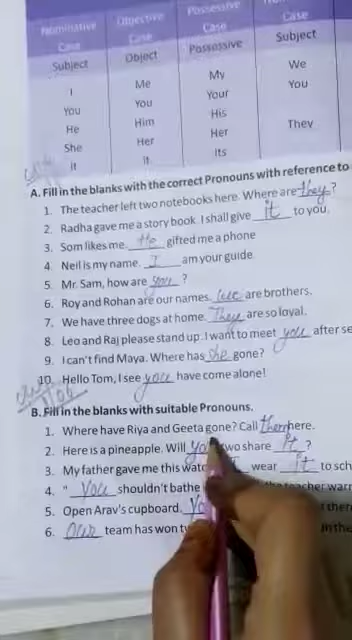 Nominative Objective Possessive
Case Case Case Case
Subject Object Possessive Subject
I Me My We
You You Your You
He Him His They
She Her Her
It It Its
A. Fill in the blanks with the correct Pronouns with reference to
1. The teacher left two notebooks here. Where are they ?
2. Radha gave me a story book. I shall give it to you.
3. Som likes me. He gifted me a phone
4. Neil is my name. I am your guide.
5. Mr. Sam, how are you ?
6. Roy and Rohan are our names. we are brothers.
7. We have three dogs at home. They are so loyal.
8. Leo and Raj please stand up. I want to meet you after se
9. I can't find Maya. Where has she gone?
10. Hello Tom, I see you have come alone!
B. Fill in the blanks with suitable Pronouns.
1. Where have Riya and Geeta gone? Call them here.
2. Here is a pineapple. Will you two share it ?
3. My father gave me this watc wear it to sch
4. " You shouldn't bathe the teacher warn
5. Open Arav's cupboard.
6. Our team has won in the